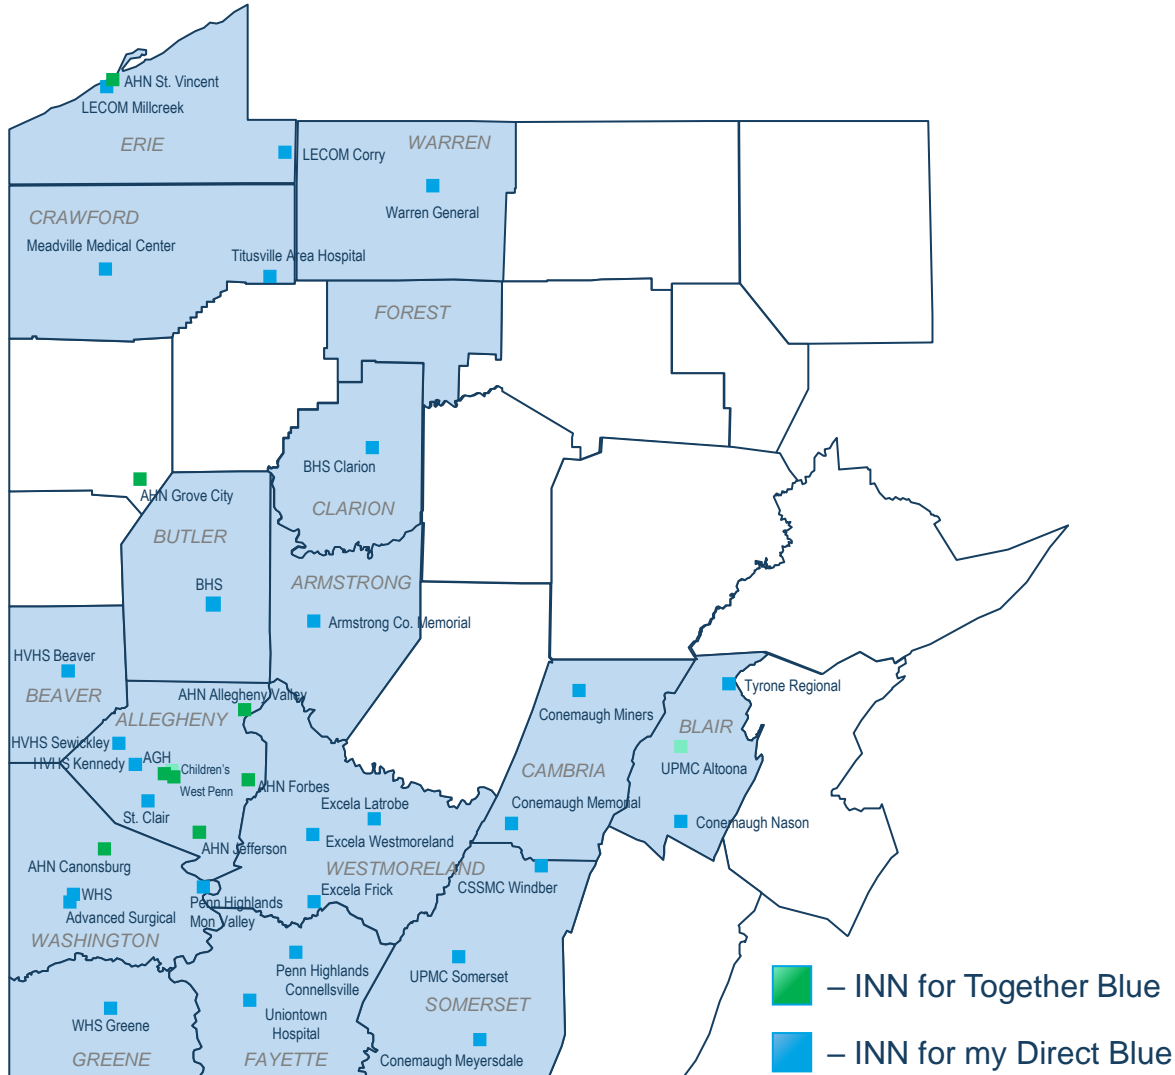 AHN St. Vincent
LECOM Millcreek
ERIE
WARREN
LECOM Corry
Warren General
CRAWFORD
Meadville Medical Center
Titusville Area Hospital
FOREST
BHS Clarion
AHN Grove City
CLARION
BUTLER
ARMSTRONG
BHS
Armstrong Co. Memorial
HVHS Beaver
BEAVER
AHN Allegheny Valley
ALLEGHENY
Tyrone Regional
Conemaugh Miners
BLAIR
HVHS Sewickley
AGH
HVHS Kennedy
Children's
West Penn
UPMC Altoona
CAMBRIA
AHN Forbes
Excela Latrobe
Conemaugh Memorial
St. Clair
Conemaugh Nason
AHN Jefferson
Excela Westmoreland
AHN Canonsburg
WESTMORELAND
CSSMC Windber
WHS
Excela Frick
Penn Highlands
Mon Valley
Advanced Surgical
WASHINGTON
Penn Highlands
Connellsville
UPMC Somerset
– INN for Together Blue
SOMERSET
WHS Greene
Uniontown
Hospital
GREENE
FAYETTE
Conemaugh Meyersdale
– INN for my Direct Blue